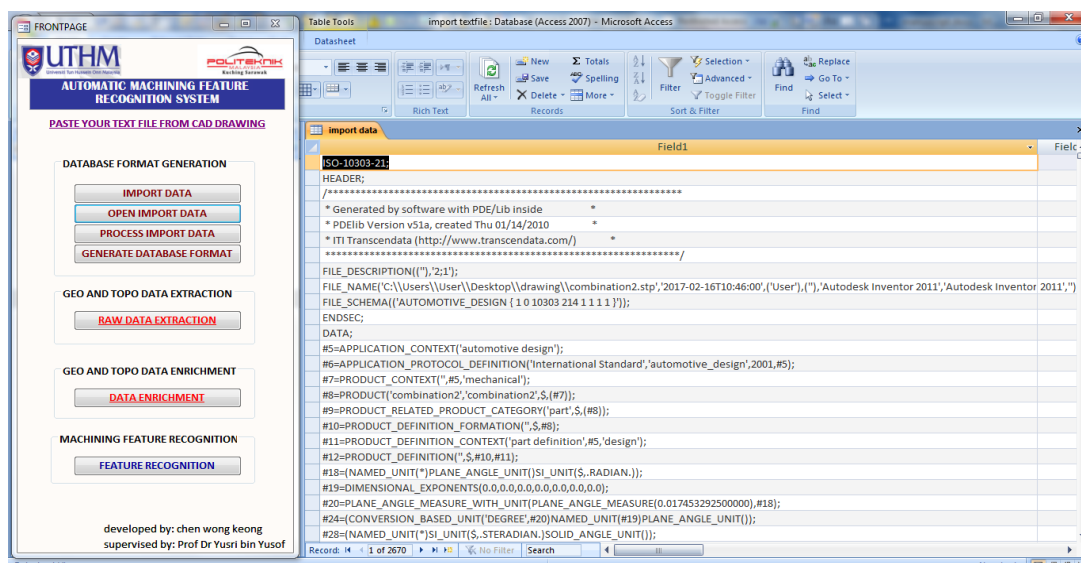 FRONTPAGE
UTHM
Universiti Tun Hussein Onn Malaysia
POLITEKNIK
MALAYSIA
Kuching Sarawak
AUTOMATIC MACHINING FEATURE
RECOGNITION SYSTEM
PASTE YOUR TEXT FILE FROM CAD DRAWING
DATABASE FORMAT GENERATION
IMPORT DATA
OPEN IMPORT DATA
PROCESS IMPORT DATA
GENERATE DATABASE FORMAT
GEO AND TOPO DATA EXTRACTION
RAW DATA EXTRACTION
GEO AND TOPO DATA ENRICHMENT
DATA ENRICHMENT
MACHINING FEATURE RECOGNITION
FEATURE RECOGNITION
developed by: chen wong keong
supervised by: Prof Dr Yusri bin Yusof
Table Tools import textfile : Database (Access 2007) - Microsoft Access
Datasheet
Refresh All
New Save Delete
Σ Totals Spelling More
Records
Rich Text
Filter
Selection Advanced Toggle Filter
Sort & Filter
Find
Replace Go To Select
Find
import data
Field1 Fielc
ISO-10303-21;
HEADER;
/****************************************************************
* Generated by software with PDE/Lib inside *
* PDElib Version v51a, created Thu 01/14/2010 *
* ITI Transcendata (http://www.transcendata.com/) *
****************************************************************/
FILE_DESCRIPTION((''),'2;1');
FILE_NAME('C:\\Users\\User\\Desktop\\drawing\\combination2.stp','2017-02-16T10:46:00',('User'),(''),'Autodesk Inventor 2011','Autodesk Inventor 2011','')
FILE_SCHEMA(('AUTOMOTIVE_DESIGN { 1 0 10303 214 1 1 1 1 }'));
ENDSEC;
DATA;
#5=APPLICATION_CONTEXT('automotive design');
#6=APPLICATION_PROTOCOL_DEFINITION('International Standard','automotive_design',2001,#5);
#7=PRODUCT_CONTEXT('',#5,'mechanical');
#8=PRODUCT('combination2','combination2',$,(#7));
#9=PRODUCT_RELATED_PRODUCT_CATEGORY('part',$,(#8));
#10=PRODUCT_DEFINITION_FORMATION('',$,#8);
#11=PRODUCT_DEFINITION_CONTEXT('part definition',#5,'design');
#12=PRODUCT_DEFINITION('',$,#10,#11);
#18=(NAMED_UNIT(*)PLANE_ANGLE_UNIT()SI_UNIT($,.RADIAN.));
#19=DIMENSIONAL_EXPONENTS(0.0,0.0,0.0,0.0,0.0,0.0,0.0);
#20=PLANE_ANGLE_MEASURE_WITH_UNIT(PLANE_ANGLE_MEASURE(0.017453292500000),#18);
#24=(CONVERSION_BASED_UNIT('DEGREE',#20)NAMED_UNIT(#19)PLANE_ANGLE_UNIT());
#28=(NAMED_UNIT(*)SI_UNIT($,.STERADIAN.)SOLID_ANGLE_UNIT());
Record: 1 of 2670 No Filter Search